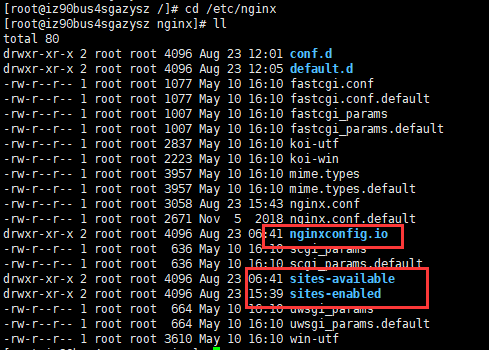 [root@iz90bus4sgazysz /]# cd /etc/nginx
[root@iz90bus4sgazysz nginx]# ll
total 80
drwxr-xr-x 2 root root 4096 Aug 23 12:01 conf.d
drwxr-xr-x 2 root root 4096 Aug 23 12:05 default.d
-rw-r--r-- 1 root root 1077 May 10 16:10 fastcgi.conf
-rw-r--r-- 1 root root 1077 May 10 16:10 fastcgi.conf.default
-rw-r--r-- 1 root root 1007 May 10 16:10 fastcgi_params
-rw-r--r-- 1 root root 1007 May 10 16:10 fastcgi_params.default
-rw-r--r-- 1 root root 2837 May 10 16:10 koi-utf
-rw-r--r-- 1 root root 2223 May 10 16:10 koi-win
-rw-r--r-- 1 root root 3957 May 10 16:10 mime.types
-rw-r--r-- 1 root root 3957 May 10 16:10 mime.types.default
-rw-r--r-- 1 root root 3058 Aug 23 15:43 nginx.conf
-rw-r--r-- 1 root root 2671 Nov  5  2018 nginx.conf.default
drwxr-xr-x 2 root root 4096 Aug 23 06:41 nginxconfig.io
-rw-r--r-- 1 root root  636 May 10 16:10 scgi_params
-rw-r--r-- 1 root root  636 May 10 16:10 scgi_params.default
drwxr-xr-x 2 root root 4096 Aug 23 06:41 sites-available
drwxr-xr-x 2 root root 4096 Aug 23 15:39 sites-enabled
-rw-r--r-- 1 root root  664 May 10 16:10 uwsgi_params
-rw-r--r-- 1 root root  664 May 10 16:10 uwsgi_params.default
-rw-r--r-- 1 root root 3610 May 10 16:10 win-utf